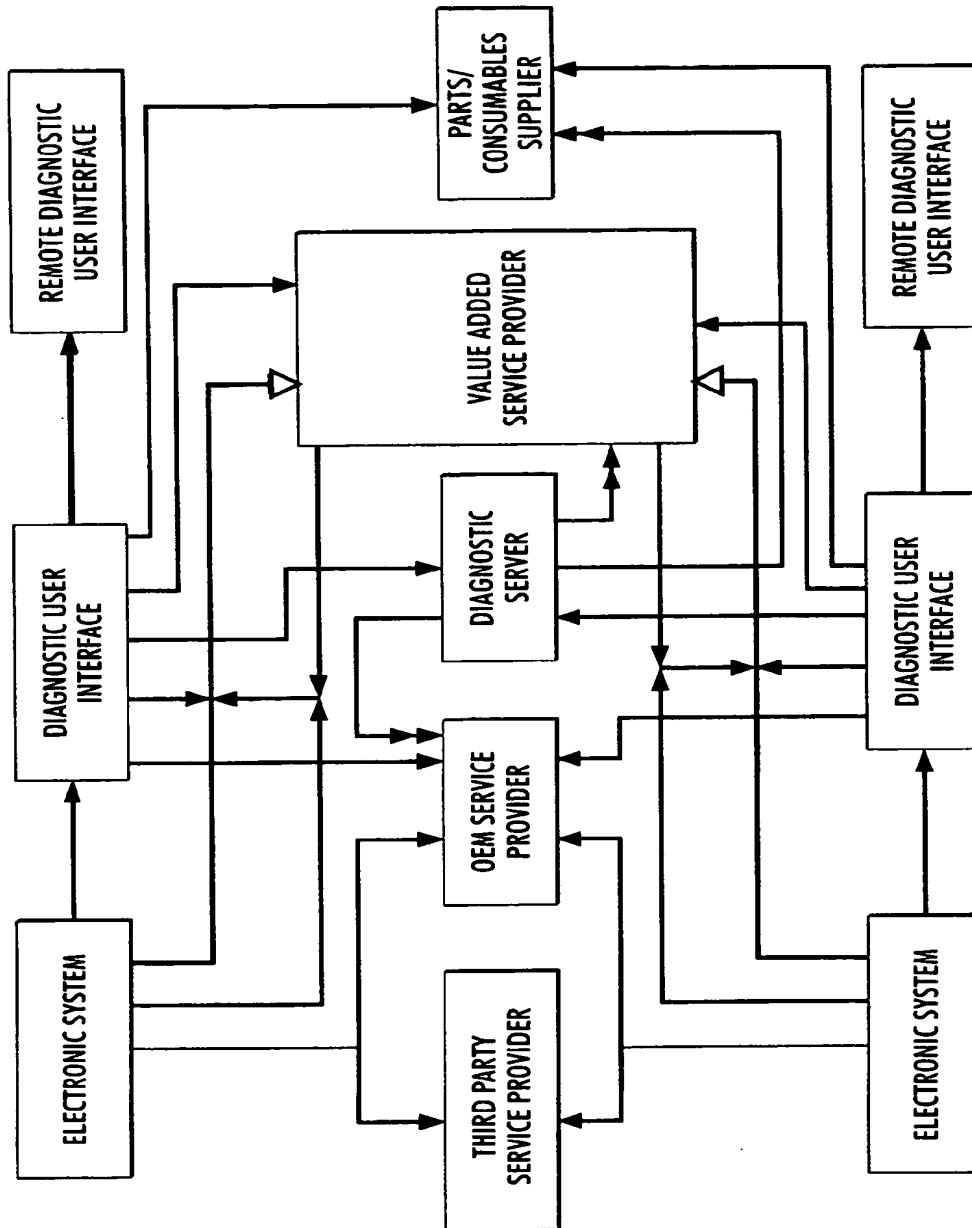 ELECTRONIC SYSTEM
DIAGNOSTIC USER
INTERFACE
REMOTE DIAGNOSTIC
USER INTERFACE
THIRD PARTY
SERVICE PROVIDER
OEM SERVICE
PROVIDER
DIAGNOSTIC
SERVER
VALUE ADDED
SERVICE PROVIDER
PARTS/
CONSUMABLES
SUPPLIER
ELECTRONIC SYSTEM
DIAGNOSTIC USER
INTERFACE
REMOTE DIAGNOSTIC
USER INTERFACE